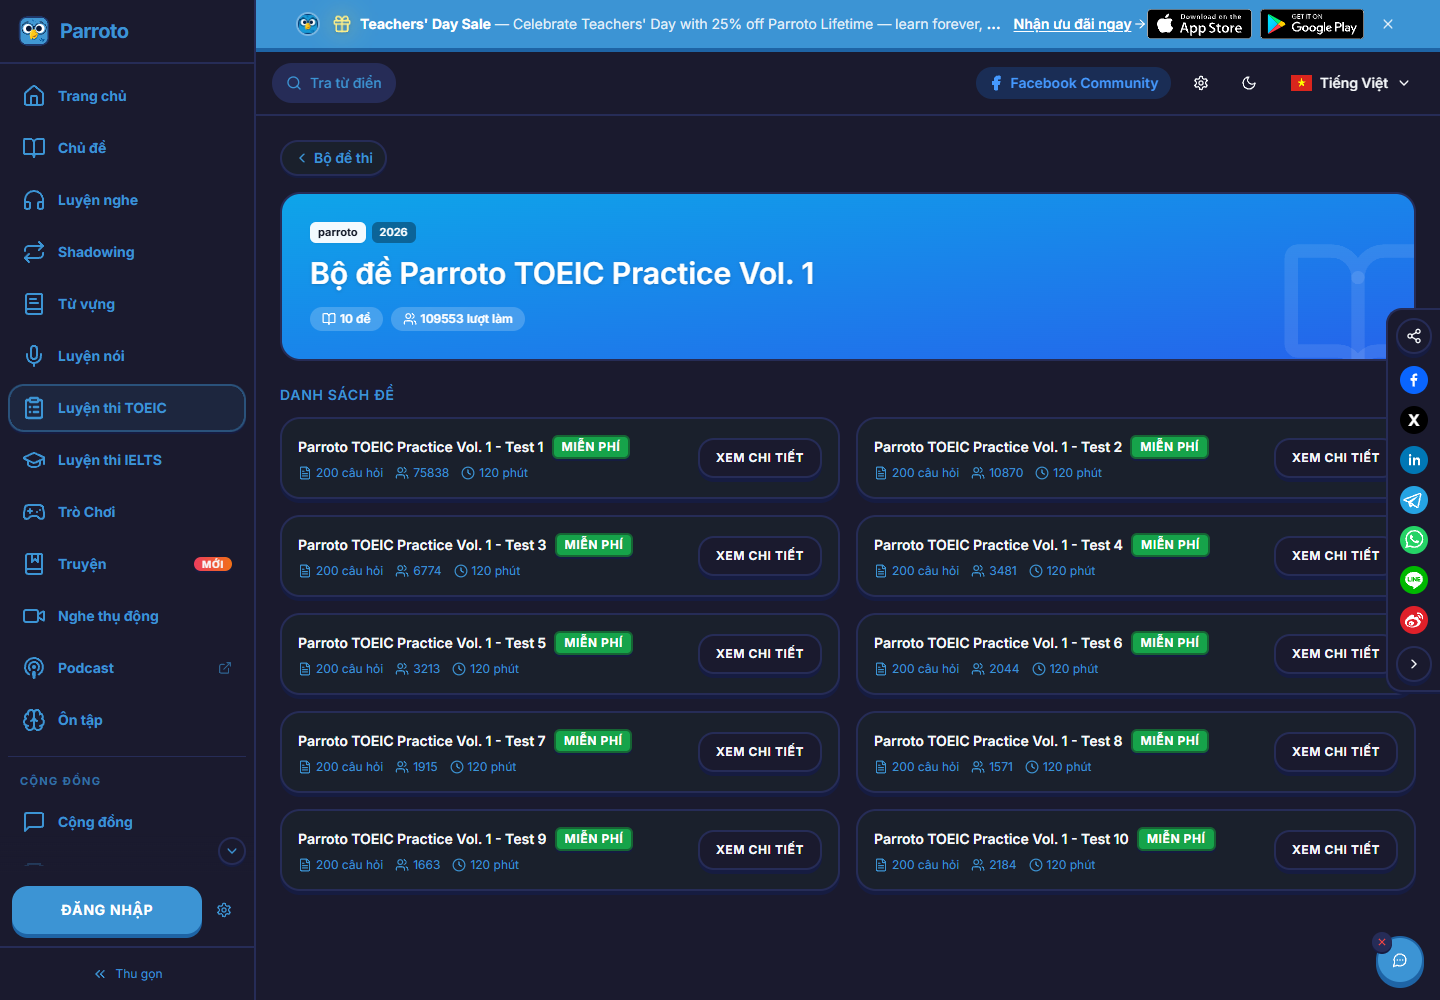 Parroto
Trang chủ
Chủ đề
Luyện nghe
Shadowing
Từ vựng
Luyện nói
Luyện thi TOEIC
Luyện thi IELTS
Trò Chơi
Truyện
MỚI
Nghe thụ động
Podcast
Ôn tập
CỘNG ĐỒNG
Cộng đồng
ĐĂNG NHẬP
Thu gọn
Teachers' Day Sale — Celebrate Teachers' Day with 25% off Parroto Lifetime — learn forever, ...
Nhận ưu đãi ngay
Download on the
App Store
GET IT ON
Google Play
Tra từ điển
Facebook Community
Tiếng Việt
Bộ đề thi
parroto
2026
Bộ đề Parroto TOEIC Practice Vol. 1
10 đề
109553 lượt làm
DANH SÁCH ĐỀ
Parroto TOEIC Practice Vol. 1 - Test 1 MIỄN PHÍ
200 câu hỏi 75838 120 phút
XEM CHI TIẾT
Parroto TOEIC Practice Vol. 1 - Test 2 MIỄN PHÍ
200 câu hỏi 10870 120 phút
XEM CHI TIẾT
Parroto TOEIC Practice Vol. 1 - Test 3 MIỄN PHÍ
200 câu hỏi 6774 120 phút
XEM CHI TIẾT
Parroto TOEIC Practice Vol. 1 - Test 4 MIỄN PHÍ
200 câu hỏi 3481 120 phút
XEM CHI TIẾT
Parroto TOEIC Practice Vol. 1 - Test 5 MIỄN PHÍ
200 câu hỏi 3213 120 phút
XEM CHI TIẾT
Parroto TOEIC Practice Vol. 1 - Test 6 MIỄN PHÍ
200 câu hỏi 2044 120 phút
XEM CHI TIẾT
Parroto TOEIC Practice Vol. 1 - Test 7 MIỄN PHÍ
200 câu hỏi 1915 120 phút
XEM CHI TIẾT
Parroto TOEIC Practice Vol. 1 - Test 8 MIỄN PHÍ
200 câu hỏi 1571 120 phút
XEM CHI TIẾT
Parroto TOEIC Practice Vol. 1 - Test 9 MIỄN PHÍ
200 câu hỏi 1663 120 phút
XEM CHI TIẾT
Parroto TOEIC Practice Vol. 1 - Test 10 MIỄN PHÍ
200 câu hỏi 2184 120 phút
XEM CHI TIẾT
X
in
LINE